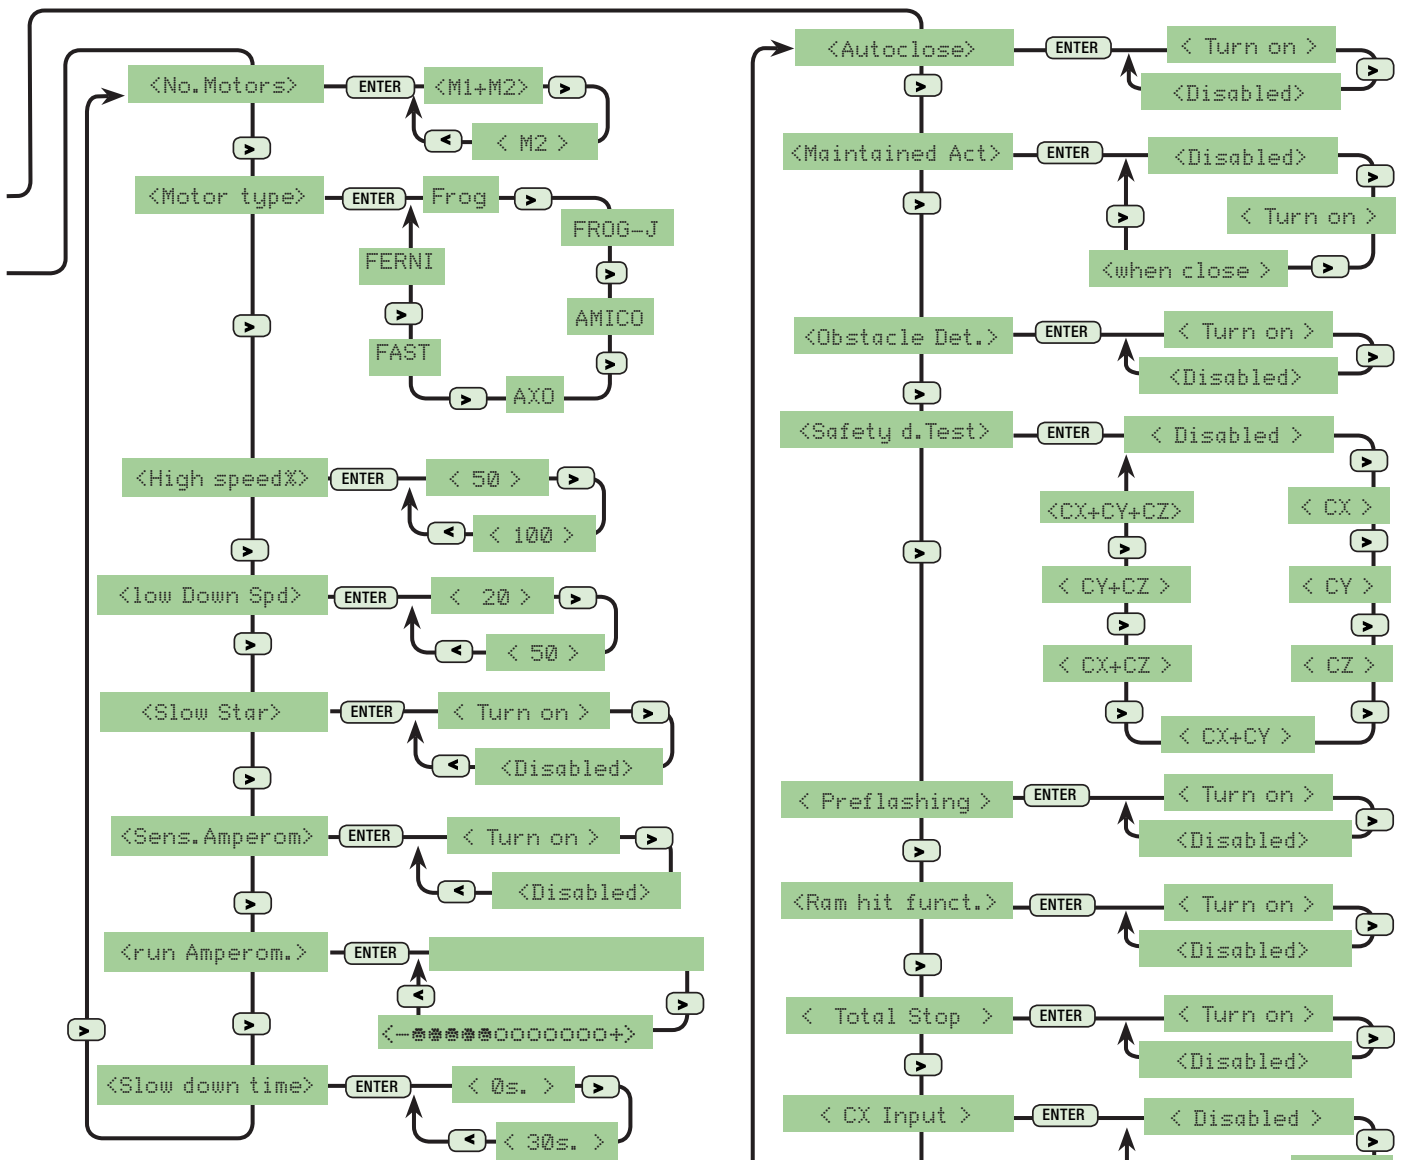 <No.Motors>
ENTER
<M1+M2>
>
<
< M2 >
>
<Motor type>
ENTER
Frog
>
FROG-J
FERNI
>
AMICO
>
>
FAST
>
>
AXO
<High speed%>
ENTER
< 50 >
>
<
< 100 >
>
<low Down Spd>
ENTER
< 20 >
>
<
< 50 >
>
<Slow Star>
ENTER
< Turn on >
>
<
<Disabled>
>
<Sens.Amperom>
ENTER
< Turn on >
>
<
<Disabled>
>
<run Amperom.>
ENTER
<
>
<-●●●●●ooooooo+>
>
>
<Slow down time>
ENTER
< 0s. >
>
<
< 30s. >
<Autoclose>
ENTER
< Turn on >
>
<Disabled>
>
<Maintained Act>
ENTER
<Disabled>
>
< Turn on >
>
<when close >
>
>
<Obstacle Det.>
ENTER
< Turn on >
>
<Disabled>
>
<Safety d.Test>
ENTER
< Disabled >
>
<CX+CY+CZ>
< CX >
>
>
< CY+CZ >
< CY >
>
>
< CX+CZ >
< CZ >
>
>
< CX+CY >
>
< Preflashing >
ENTER
< Turn on >
>
<Disabled>
>
<Ram hit funct.>
ENTER
< Turn on >
>
<Disabled>
>
< Total Stop >
ENTER
< Turn on >
>
<Disabled>
>
< CX Input >
ENTER
< Disabled >
>